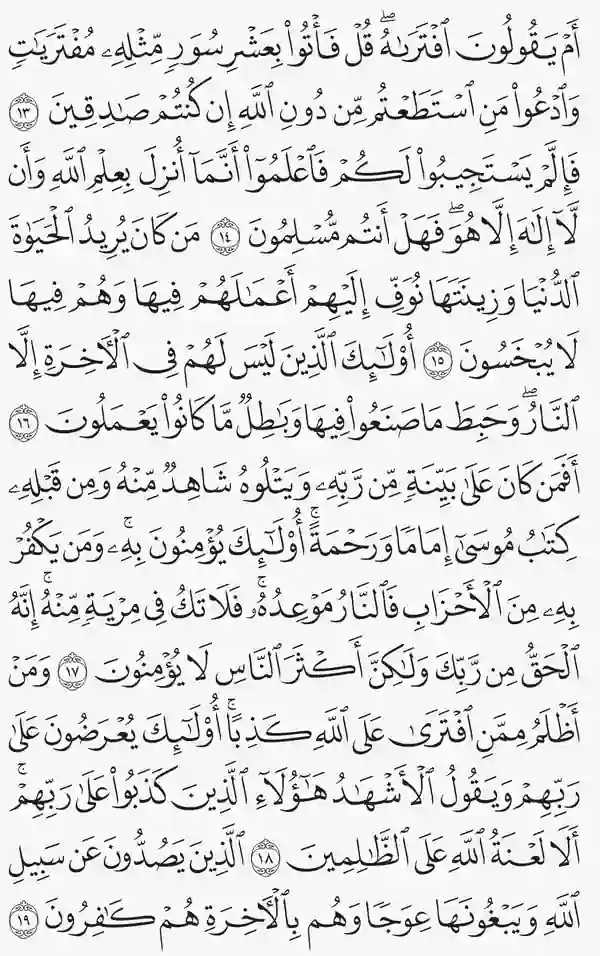 أَمۡ يَقُولُونَ ٱفۡتَرَىٰهُۖ قُلۡ فَأۡتُواْ بِعَشۡرِ سُوَرٖ مِّثۡلِهِۦ مُفۡتَرَيَٰتٖ
وَٱدۡعُواْ مَنِ ٱسۡتَطَعۡتُم مِّن دُونِ ٱللَّهِ إِن كُنتُمۡ صَٰدِقِينَ ١٣
فَإِلَّمۡ يَسۡتَجِيبُواْ لَكُمۡ فَٱعۡلَمُوٓاْ أَنَّمَآ أُنزِلَ بِعِلۡمِ ٱللَّهِ وَأَن
لَّآ إِلَٰهَ إِلَّا هُوَۖ فَهَلۡ أَنتُم مُّسۡلِمُونَ ١٤ مَن كَانَ يُرِيدُ ٱلۡحَيَوٰةَ
ٱلدُّنۡيَا وَزِينَتَهَا نُوَفِّ إِلَيۡهِمۡ أَعۡمَٰلَهُمۡ فِيهَا وَهُمۡ فِيهَا
لَا يُبۡخَسُونَ ١٥ أُوْلَٰٓئِكَ ٱلَّذِينَ لَيۡسَ لَهُمۡ فِي ٱلۡأٓخِرَةِ إِلَّا
ٱلنَّارُۖ وَحَبِطَ مَا صَنَعُواْ فِيهَا وَبَٰطِلٞ مَّا كَانُواْ يَعۡمَلُونَ ١٦
أَفَمَن كَانَ عَلَىٰ بَيِّنَةٖ مِّن رَّبِّهِۦ وَيَتۡلُوهُ شَاهِدٞ مِّنۡهُ وَمِن قَبۡلِهِۦ
كِتَٰبُ مُوسَىٰٓ إِمَامٗا وَرَحۡمَةًۚ أُوْلَٰٓئِكَ يُؤۡمِنُونَ بِهِۦۚ وَمَن يَكۡفُرۡ
بِهِۦ مِنَ ٱلۡأَحۡزَابِ فَٱلنَّارُ مَوۡعِدُهُۥۚ فَلَا تَكُ فِي مِرۡيَةٖ مِّنۡهُۚ إِنَّهُ
ٱلۡحَقُّ مِن رَّبِّكَ وَلَٰكِنَّ أَكۡثَرَ ٱلنَّاسِ لَا يُؤۡمِنُونَ ١٧ وَمَنۡ
أَظۡلَمُ مِمَّنِ ٱفۡتَرَىٰ عَلَى ٱللَّهِ كَذِبًاۚ أُوْلَٰٓئِكَ يُعۡرَضُونَ عَلَىٰ
رَبِّهِمۡ وَيَقُولُ ٱلۡأَشۡهَٰدُ هَٰٓؤُلَآءِ ٱلَّذِينَ كَذَبُواْ عَلَىٰ رَبِّهِمۡۚ
أَلَا لَعۡنَةُ ٱللَّهِ عَلَى ٱلظَّٰلِمِينَ ١٨ ٱلَّذِينَ يَصُدُّونَ عَن سَبِيلِ
ٱللَّهِ وَيَبۡغُونَهَا عِوَجٗا وَهُم بِٱلۡأٓخِرَةِ هُمۡ كَٰفِرُونَ ١٩